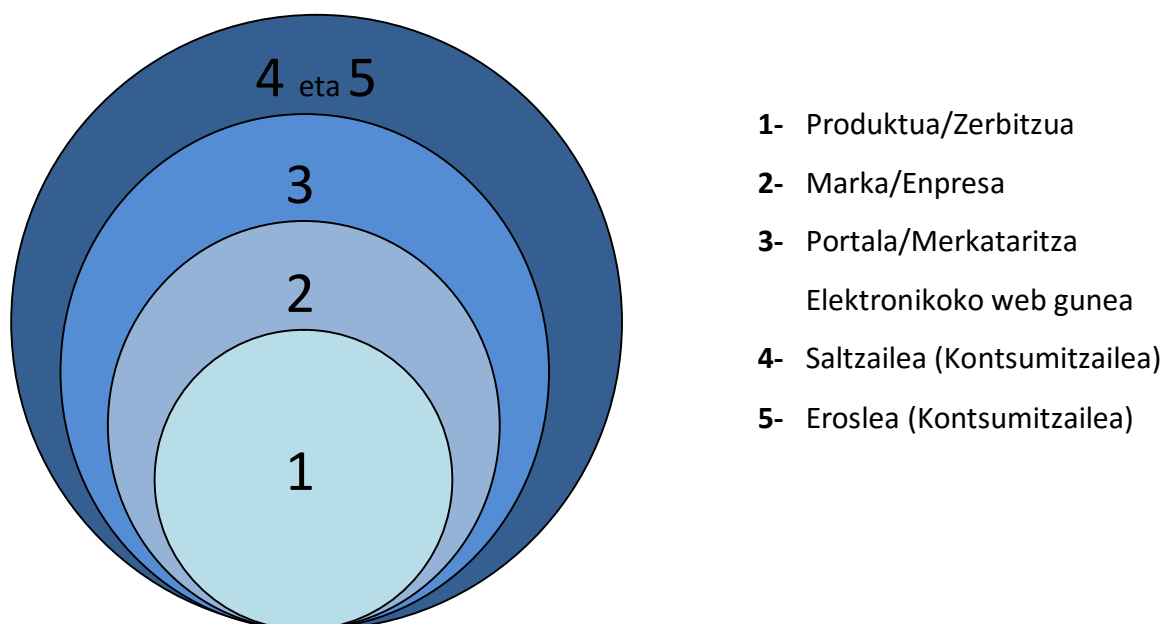 4 eta 5
3
2
1
1- Produktua/Zerbitzua
2- Marka/Enpresa
3- Portala/Merkataritza
Elektronikoko web gunea
4- Saltzailea (Kontsumitzailea)
5- Eroslea (Kontsumitzailea)